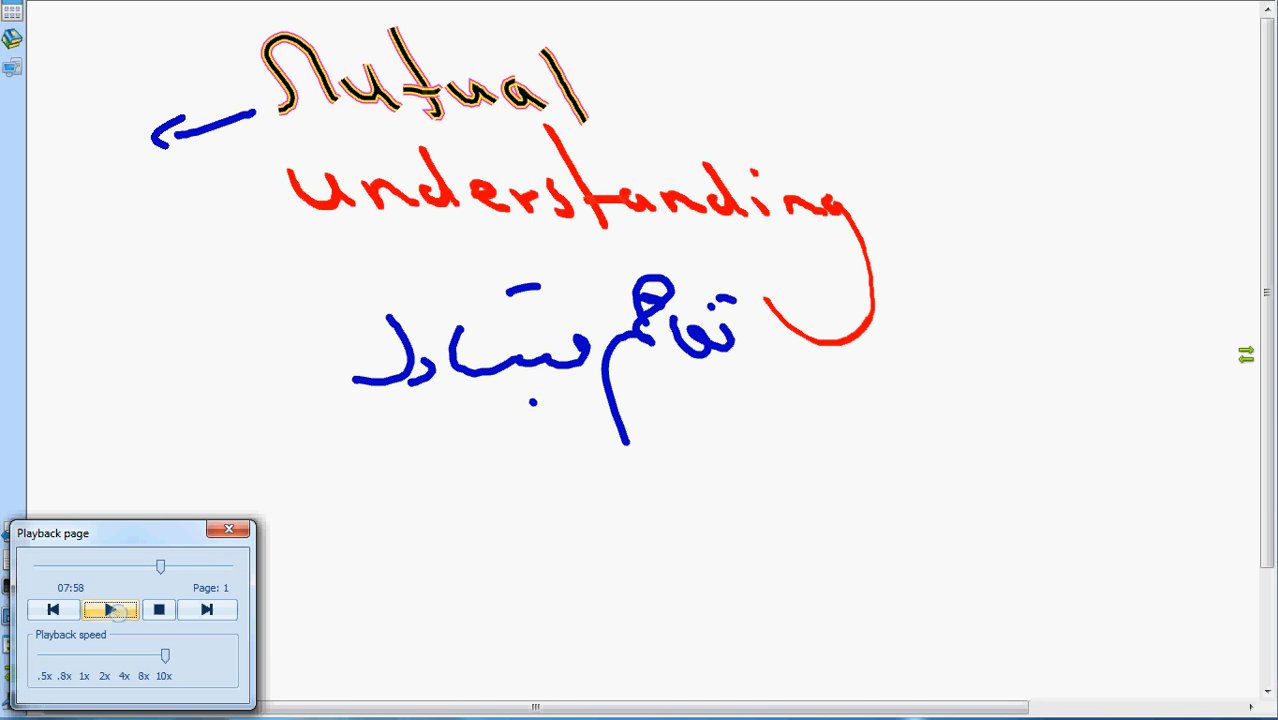 Mutual
understanding
تفاهم متبادل
Playback page
07:58 Page: 1
Playback speed
.5x .8x 1x 2x 4x 8x 10x